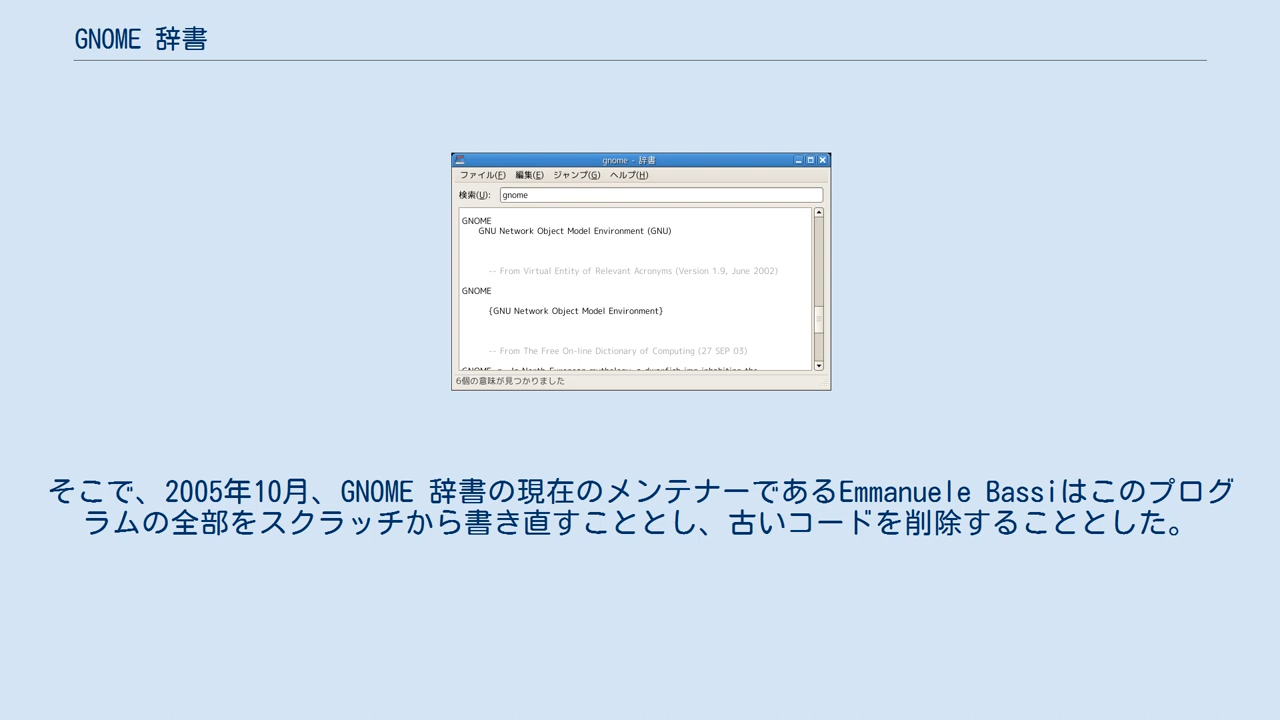 GNOME 辞書
gnome - 辞書
ファイル(F) 編集(E) ジャンプ(G) ヘルプ(H)
検索(U): gnome
GNOME
GNU Network Object Model Environment (GNU)
-- From Virtual Entity of Relevant Acronyms (Version 1.9, June 2002)
GNOME
{GNU Network Object Model Environment}
-- From The Free On-line Dictionary of Computing (27 SEP 03)
6個の意味が見つかりました
そこで、2005年10月、GNOME 辞書の現在のメンテナーであるEmmanuele Bassiはこのプログ
ラムの全部をスクラッチから書き直すこととし、古いコードを削除することとした。